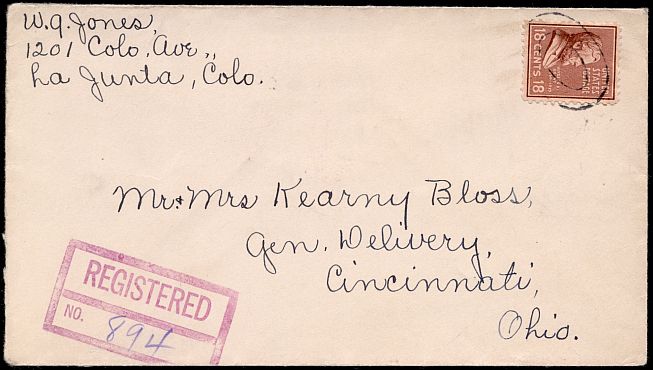 W.G. Jones,
1201 Colo. Ave.,
La Junta, Colo.
18 CENTS 18
UNITED
STATES
POSTAGE
Mr. & Mrs Kearny Bloss,
Gen. Delivery,
Cincinnati,
Ohio.
REGISTERED
NO. 894